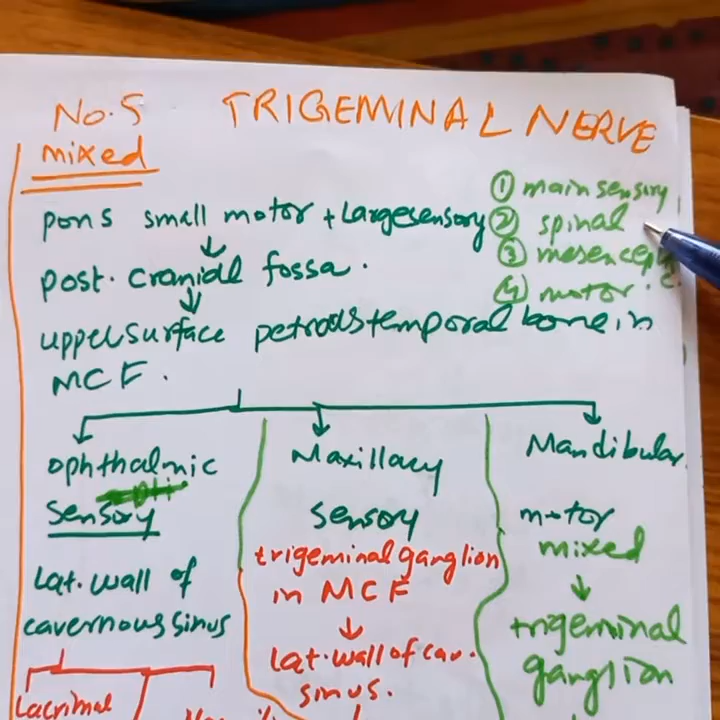 No.5 TRIGEMINAL NERVE
mixed
① main sensory
② spinal
③ mesenceph
④ motor.
pons small motor + Large sensory
↓
post. cranial fossa.
↓
upper surface petrous temporal bone in
MCF.
Ophthalmic
sensory
Lat. wall of
cavernous sinus
Lacrimal
Maxillary
sensory
trigeminal ganglion
in MCF
↓
Lat. wall of cav.
sinus.
Mandibular
motor
mixed
↓
trigeminal
ganglion